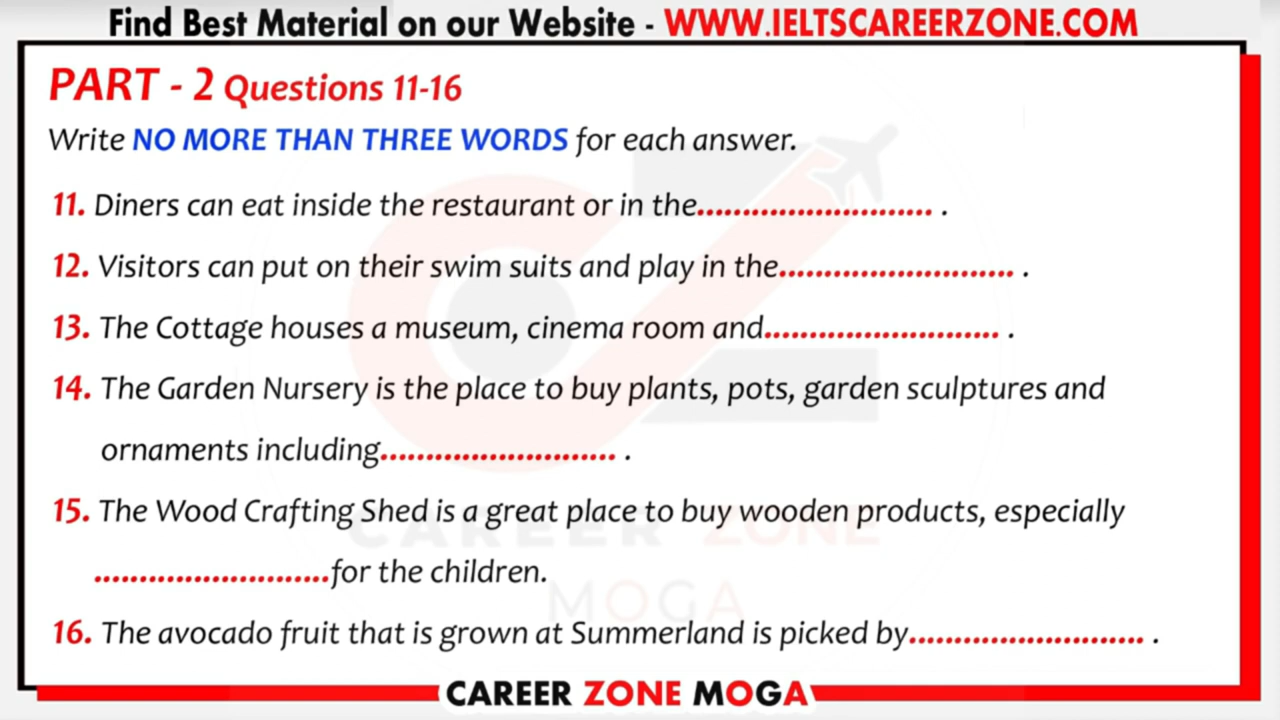 Find Best Material on our Website - WWW.IELTSCAREERZONE.COM
PART - 2 Questions 11-16
Write NO MORE THAN THREE WORDS for each answer.
11. Diners can eat inside the restaurant or in the.......................... .
12. Visitors can put on their swim suits and play in the.......................... .
13. The Cottage houses a museum, cinema room and.......................... .
14. The Garden Nursery is the place to buy plants, pots, garden sculptures and
ornaments including.......................... .
15. The Wood Crafting Shed is a great place to buy wooden products, especially
..........................for the children.
16. The avocado fruit that is grown at Summerland is picked by.......................... .
CAREER ZONE
MOGA
CAREER ZONE MOGA